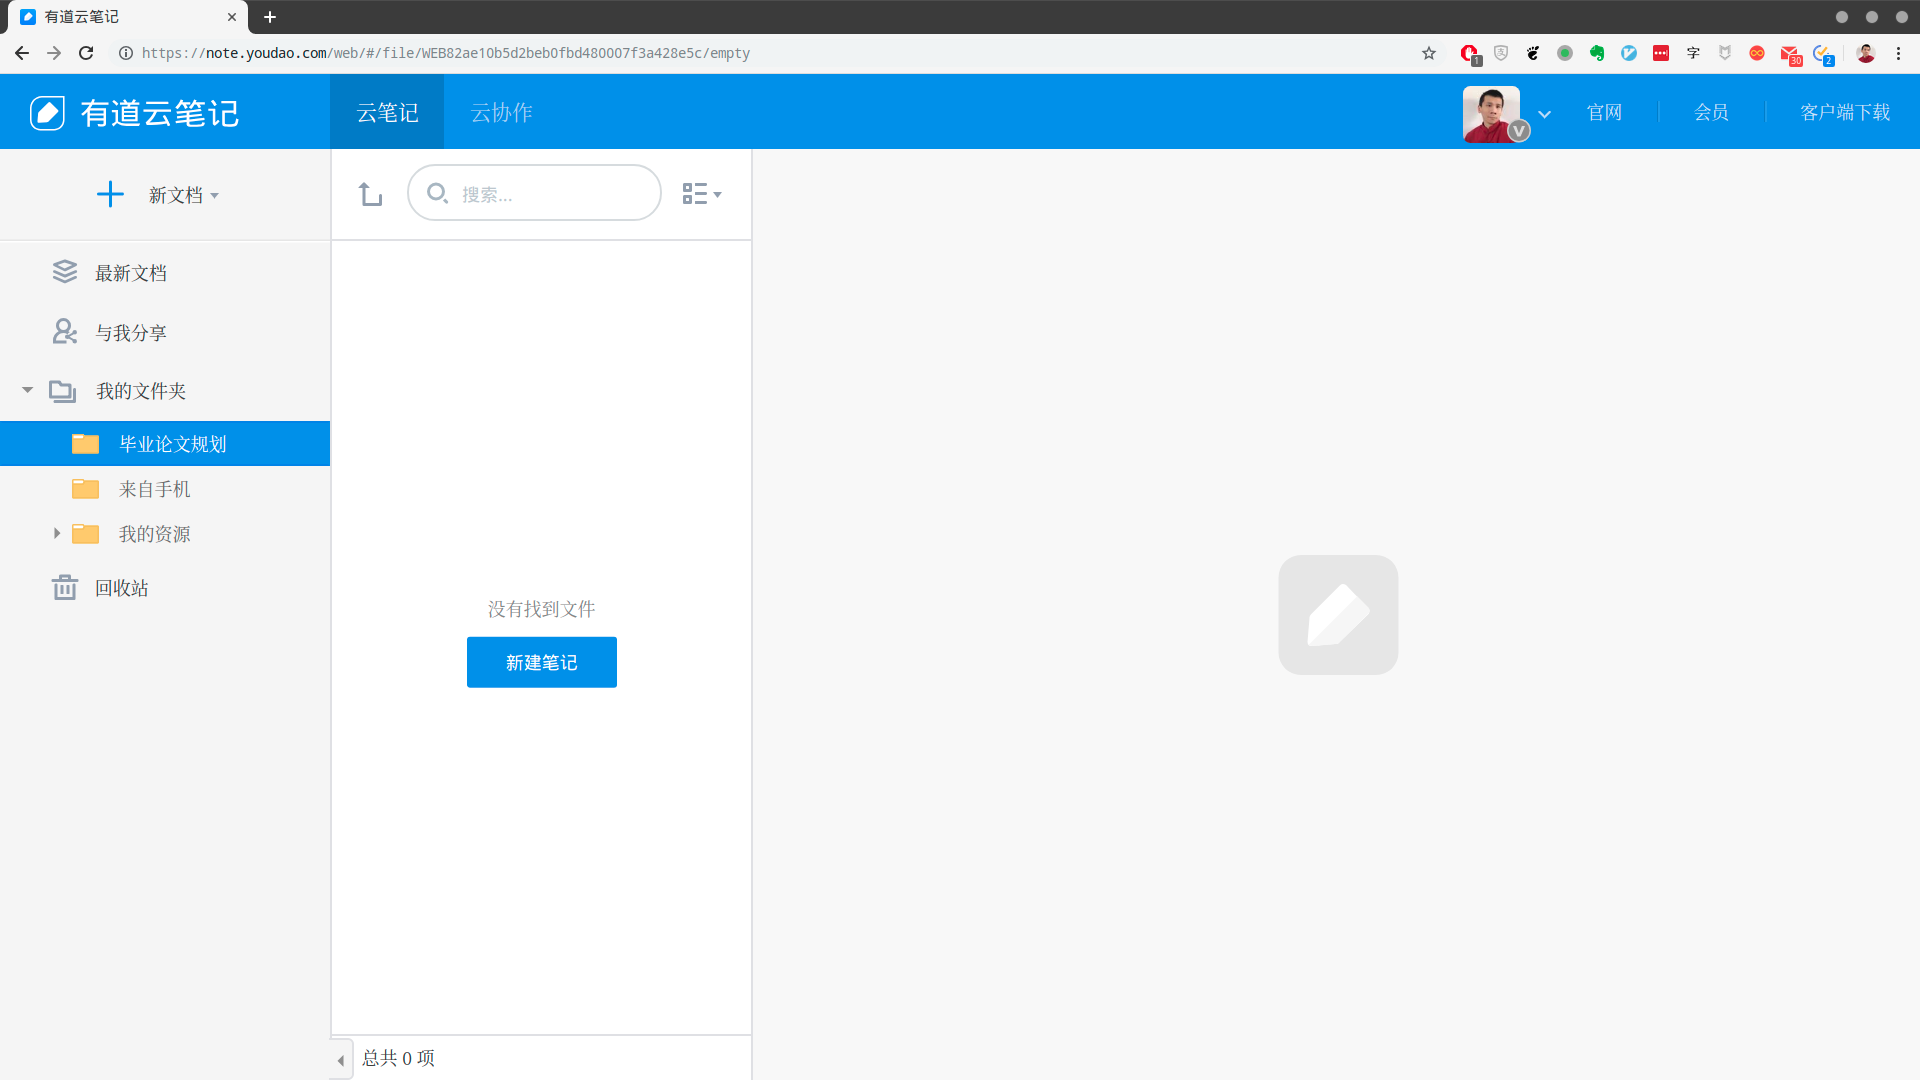 有道云笔记
https://note.youdao.com/web/#/file/WEB82ae10b5d2beb0fbd480007f3a428e5c/empty
1
字
30
2
有道云笔记
云笔记
云协作
V
官网
会员
客户端下载
新文档
搜索...
最新文档
与我分享
我的文件夹
毕业论文规划
来自手机
我的资源
回收站
没有找到文件
新建笔记
总共 0 项